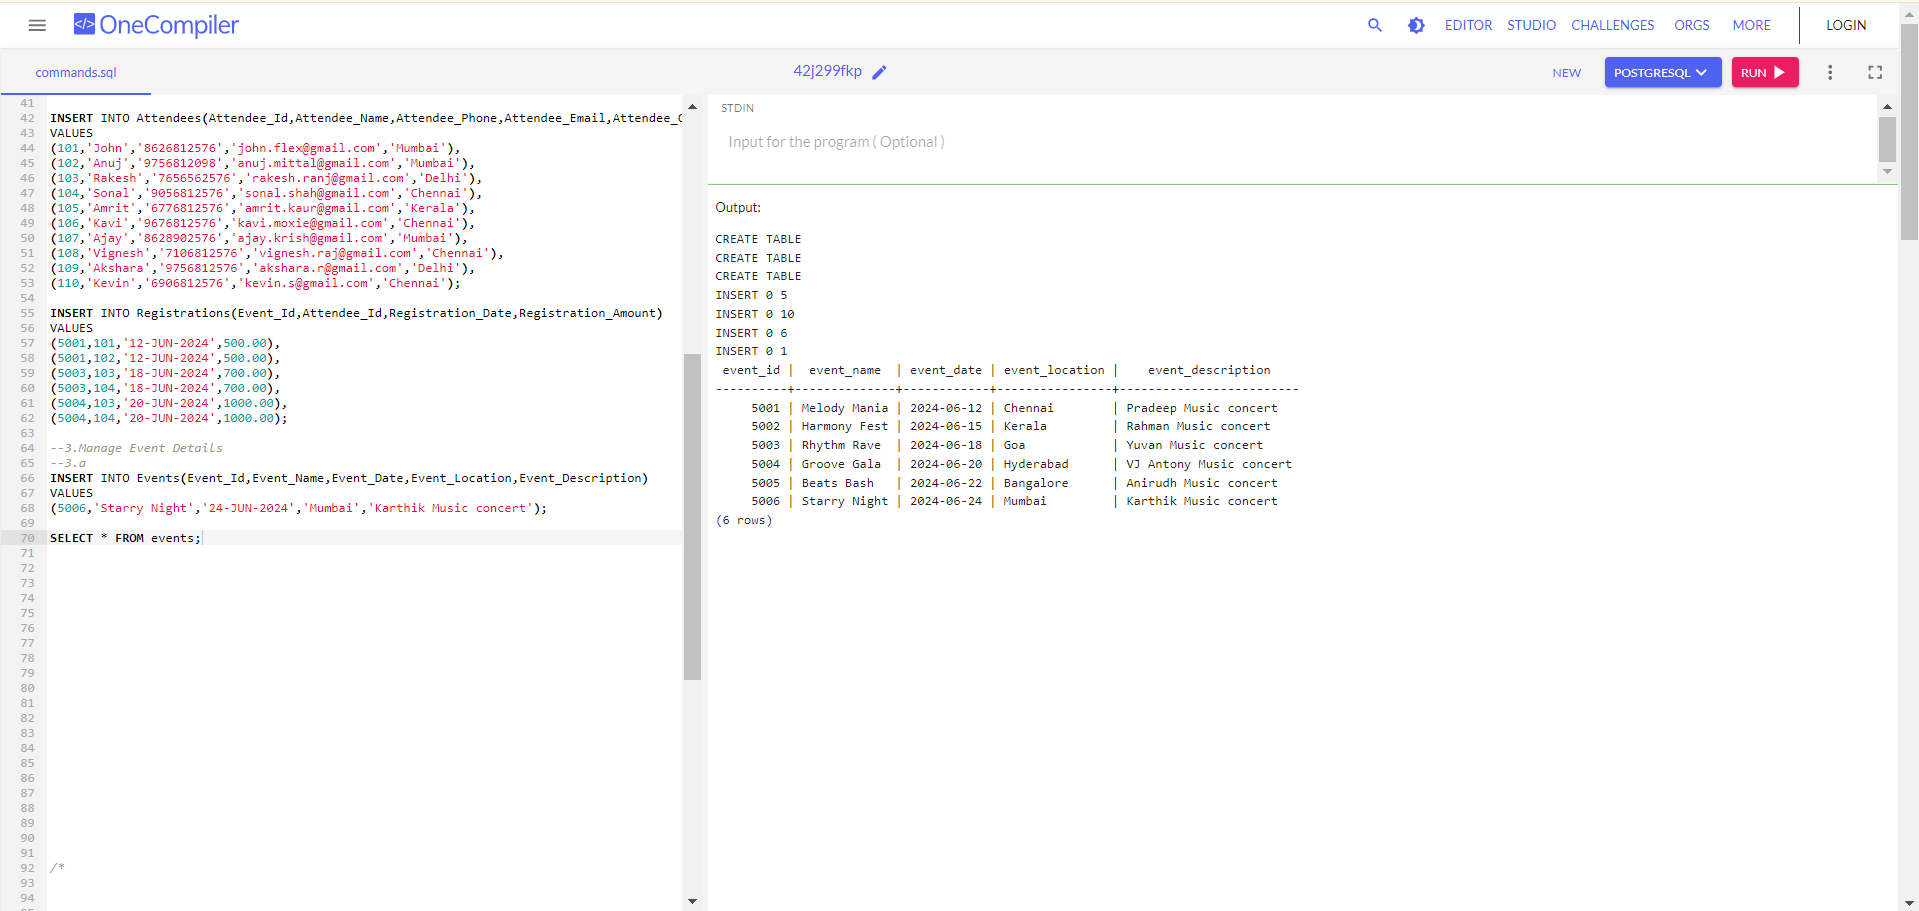 OneCompiler
EDITOR STUDIO CHALLENGES ORGS MORE LOGIN
commands.sql
42j299fkp
NEW POSTGRESQL RUN
41
42 INSERT INTO Attendees(Attendee_Id,Attendee_Name,Attendee_Phone,Attendee_Email,Attendee_C
43 VALUES
44 (101,'John','8626812576','john.flex@gmail.com','Mumbai'),
45 (102,'Anuj','9756812098','anuj.mittal@gmail.com','Mumbai'),
46 (103,'Rakesh','7656562576','rakesh.ranj@gmail.com','Delhi'),
47 (104,'Sonal','9056812576','sonal.shah@gmail.com','Chennai'),
48 (105,'Amrit','6776812576','amrit.kaur@gmail.com','Kerala'),
49 (106,'Kavi','9676812576','kavi.moxie@gmail.com','Chennai'),
50 (107,'Ajay','8628902576','ajay.krish@gmail.com','Mumbai'),
51 (108,'Vignesh','7106812576','vignesh.raj@gmail.com','Chennai'),
52 (109,'Akshara','9756812576','akshara.r@gmail.com','Delhi'),
53 (110,'Kevin','6906812576','kevin.s@gmail.com','Chennai');
54
55 INSERT INTO Registrations(Event_Id,Attendee_Id,Registration_Date,Registration_Amount)
56 VALUES
57 (5001,101,'12-JUN-2024',500.00),
58 (5001,102,'12-JUN-2024',500.00),
59 (5003,103,'18-JUN-2024',700.00),
60 (5003,104,'18-JUN-2024',700.00),
61 (5004,103,'20-JUN-2024',1000.00),
62 (5004,104,'20-JUN-2024',1000.00);
63
64 --3.Manage Event Details
65 --3.a
66 INSERT INTO Events(Event_Id,Event_Name,Event_Date,Event_Location,Event_Description)
67 VALUES
68 (5006,'Starry Night','24-JUN-2024','Mumbai','Karthik Music concert');
69
70 SELECT * FROM events;
71
72
73
74
75
76
77
78
79
80
81
82
83
84
85
86
87
88
89
90
91
92 /*
93
94
STDIN
Input for the program ( Optional )
Output:
CREATE TABLE
CREATE TABLE
CREATE TABLE
INSERT 0 5
INSERT 0 10
INSERT 0 6
INSERT 0 1
event_id | event_name | event_date | event_location | event_description
----------+--------------+------------+----------------+-------------------------
5001 | Melody Mania | 2024-06-12 | Chennai | Pradeep Music concert
5002 | Harmony Fest | 2024-06-15 | Kerala | Rahman Music concert
5003 | Rhythm Rave | 2024-06-18 | Goa | Yuvan Music concert
5004 | Groove Gala | 2024-06-20 | Hyderabad | VJ Antony Music concert
5005 | Beats Bash | 2024-06-22 | Bangalore | Anirudh Music concert
5006 | Starry Night | 2024-06-24 | Mumbai | Karthik Music concert
(6 rows)